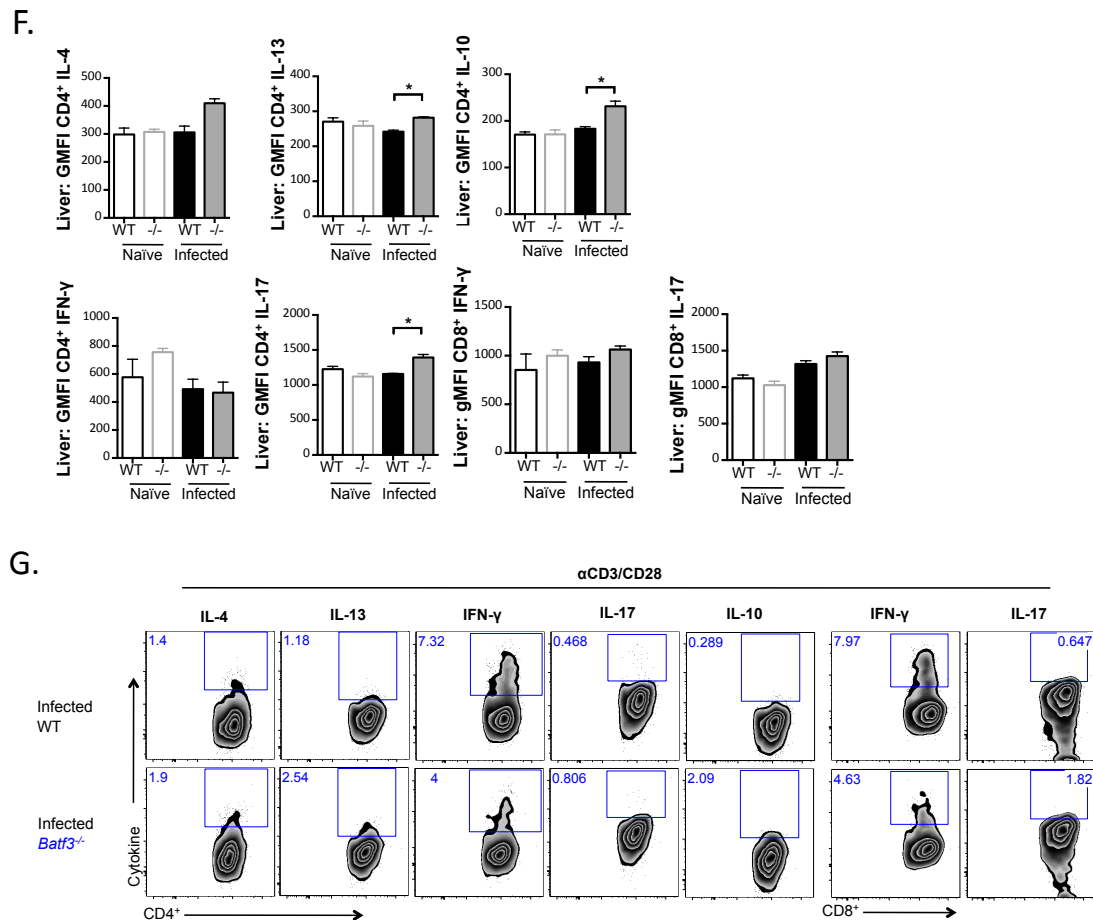 F.
Liver: GMFI CD4⁺ IL-4
500
400
300
200
100
0
WT -/- WT -/-
Naïve Infected
Liver: GMFI CD4⁺ IL-13
400
300
200
100
0
WT -/- WT -/-
Naïve Infected
*
Liver: GMFI CD4⁺ IL-10
300
200
100
0
WT -/- WT -/-
Naïve Infected
*
Liver: GMFI CD4⁺ IFN-γ
1000
800
600
400
200
0
WT -/- WT -/-
Naïve Infected
Liver: GMFI CD4⁺ IL-17
2000
1500
1000
500
0
WT -/- WT -/-
Naïve Infected
*
Liver: gMFI CD8⁺ IFN-γ
1500
1000
500
0
WT -/- WT -/-
Naïve Infected
Liver: gMFI CD8⁺ IL-17
2000
1500
1000
500
0
WT -/- WT -/-
Naïve Infected
G.
αCD3/CD28
IL-4 IL-13 IFN-γ IL-17 IL-10 IFN-γ IL-17
Infected
WT
1.4 1.18 7.32 0.468 0.289 7.97 0.647
Infected
Batf3⁻/⁻
1.9 2.54 4 0.806 2.09 4.63 1.82
Cytokine
CD4⁺ CD8⁺